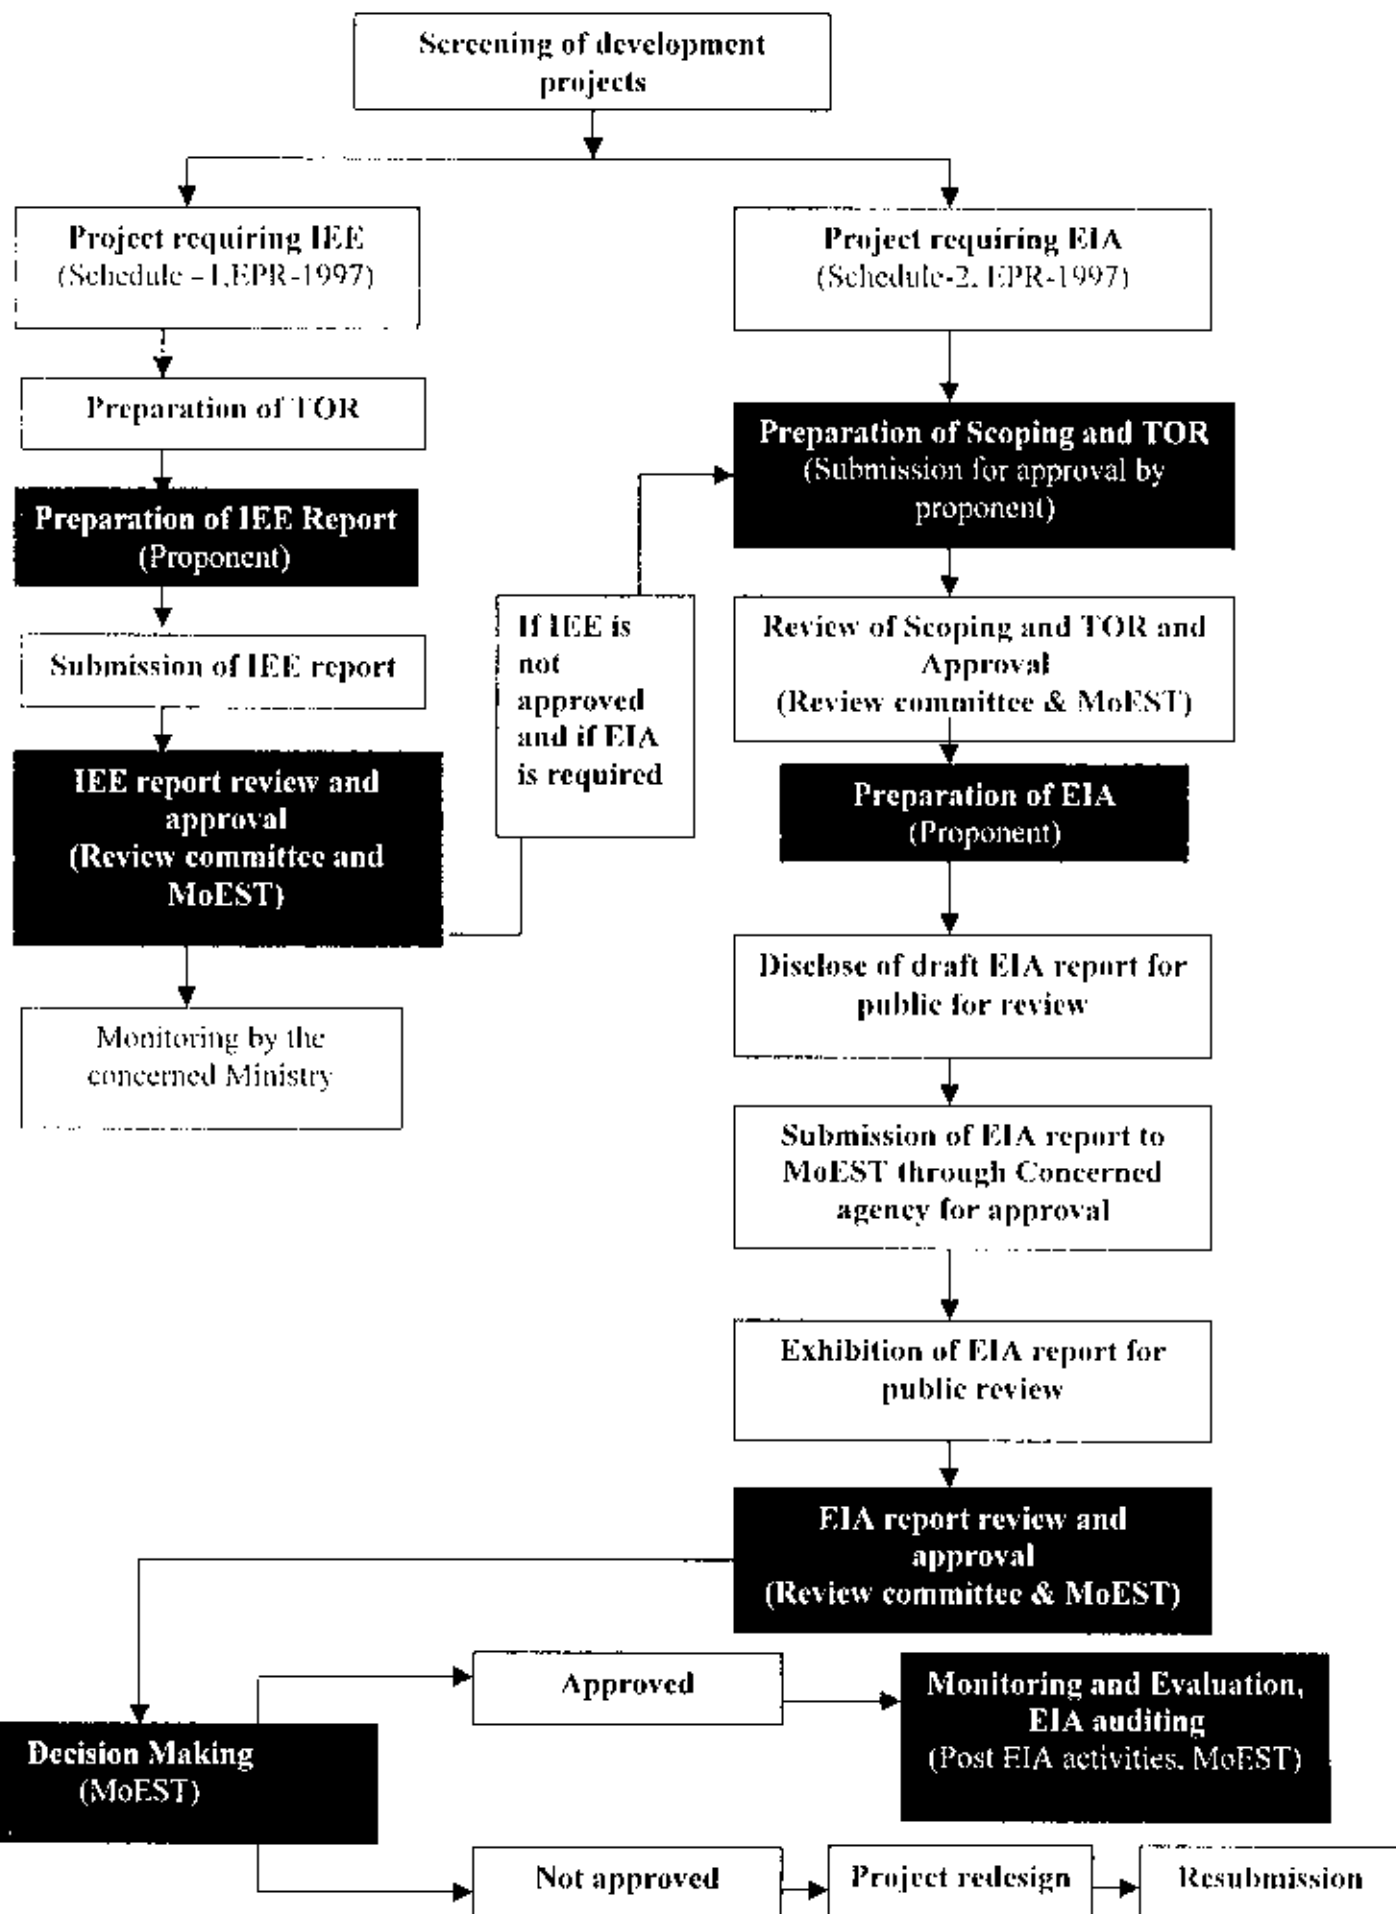 Screening of development
projects
Project requiring IEE
(Schedule -1,EPR-1997)
Preparation of TOR
Preparation of IEE Report
(Proponent)
Submission of IEE report
IEE report review and
approval
(Review committee and
MoEST)
Monitoring by the
concerned Ministry
If IEE is
not
approved
and if EIA
is required
Project requiring EIA
(Schedule-2, EPR-1997)
Preparation of Scoping and TOR
(Submission for approval by
proponent)
Review of Scoping and TOR and
Approval
(Review committee & MoEST)
Preparation of EIA
(Proponent)
Disclose of draft EIA report for
public for review
Submission of EIA report to
MoEST through Concerned
agency for approval
Exhibition of EIA report for
public review
EIA report review and
approval
(Review committee & MoEST)
Decision Making
(MoEST)
Approved
Monitoring and Evaluation,
EIA auditing
(Post EIA activities, MoEST)
Not approved
Project redesign
Resubmission